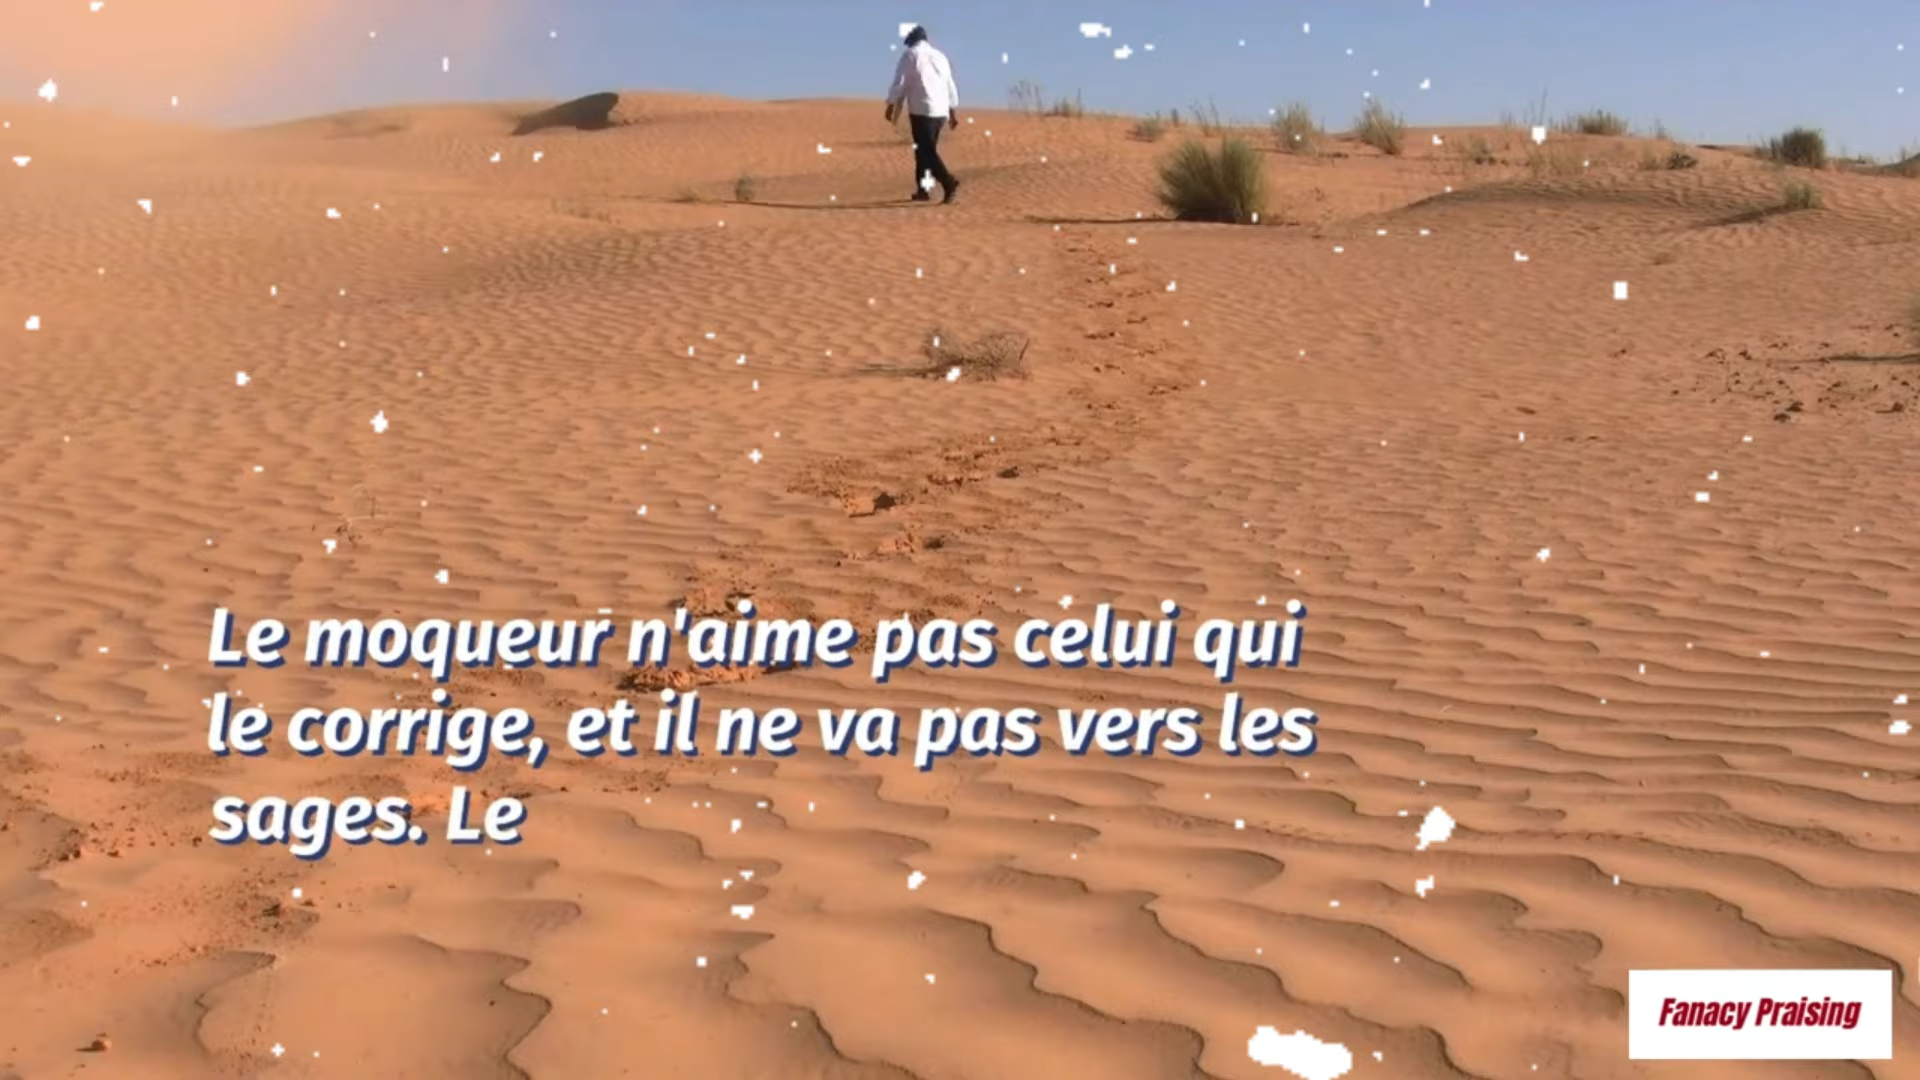 Le moqueur n'aime pas celui qui
le corrige, et il ne va pas vers les
sages. Le
Fanacy Praising